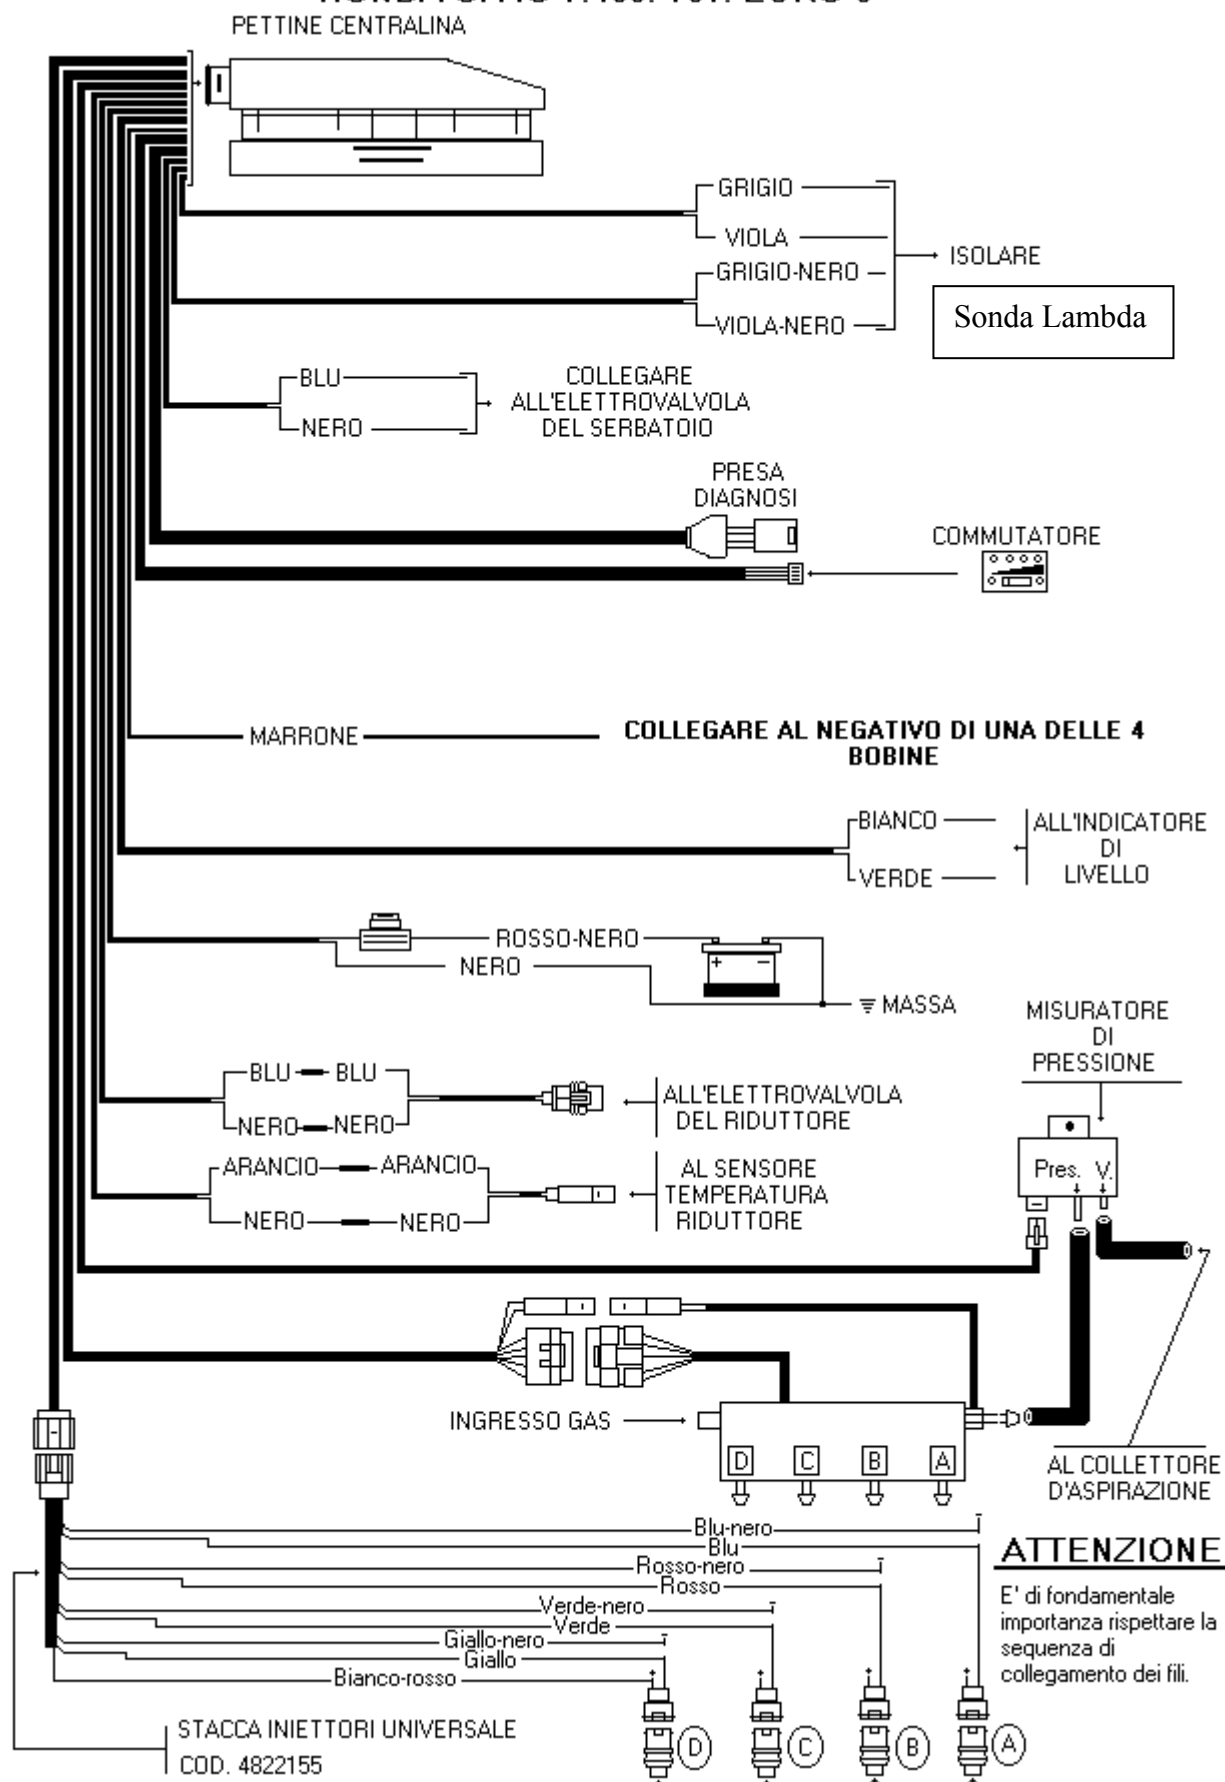 PETTINE CENTRALINA
GRIGIO
VIOLA
GRIGIO-NERO
VIOLA-NERO
ISOLARE
Sonda Lambda
BLU
NERO
COLLEGARE
ALL'ELETTROVALVOLA
DEL SERBATOIO
PRESA
DIAGNOSI
COMMUTATORE
MARRONE
COLLEGARE AL NEGATIVO DI UNA DELLE 4
BOBINE
BIANCO
VERDE
ALL'INDICATORE
DI
LIVELLO
ROSSO-NERO
NERO
+ −
MASSA
MISURATORE
DI
PRESSIONE
BLU BLU
NERO NERO
ALL'ELETTROVALVOLA
DEL RIDUTTORE
Pres. V.
ARANCIO ARANCIO
NERO NERO
AL SENSORE
TEMPERATURA
RIDUTTORE
INGRESSO GAS
D C B A
AL COLLETTORE
D'ASPIRAZIONE
Blu-nero
Blu
Rosso-nero
Rosso
Verde-nero
Verde
Giallo-nero
Giallo
Bianco-rosso
ATTENZIONE
E' di fondamentale
importanza rispettare la
sequenza di
collegamento dei fili.
STACCA INIETTORI UNIVERSALE
COD. 4822155
D C B A